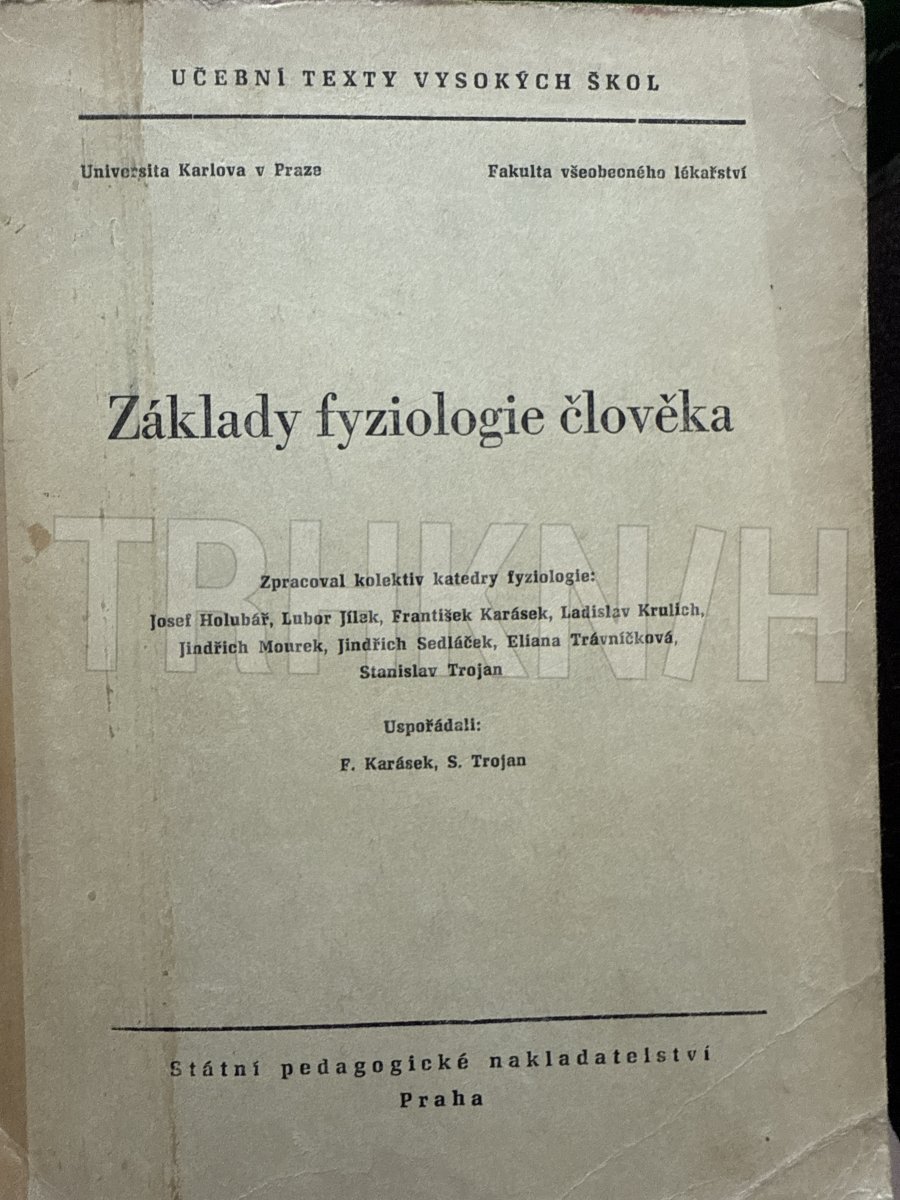 UČEBNÍ TEXTY VYSOKÝCH ŠKOL
Universita Karlova v Praze Fakulta všeobecného lékařství
Základy fyziologie člověka
TRHKN/H
Zpracoval kolektiv katedry fyziologie:
Josef Holubář, Lubor Jílek, František Karásek, Ladislav Krulich,
Jindřich Mourek, Jindřich Sedláček, Eliana Trávníčková,
Stanislav Trojan
Uspořádali:
F. Karásek, S. Trojan
Státní pedagogické nakladatelství
Praha